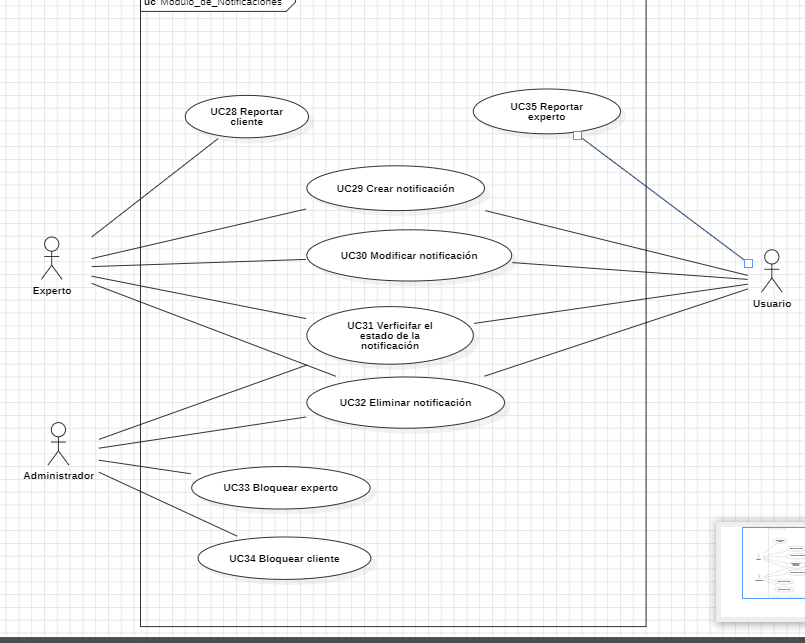 uc Modulo_de_Notificaciones
UC28 Reportar
cliente
UC35 Reportar
experto
UC29 Crear notificación
UC30 Modificar notificación
Experto
Usuario
UC31 Verficifar el
estado de la
notificación
UC32 Eliminar notificación
Administrador
UC33 Bloquear experto
UC34 Bloquear cliente